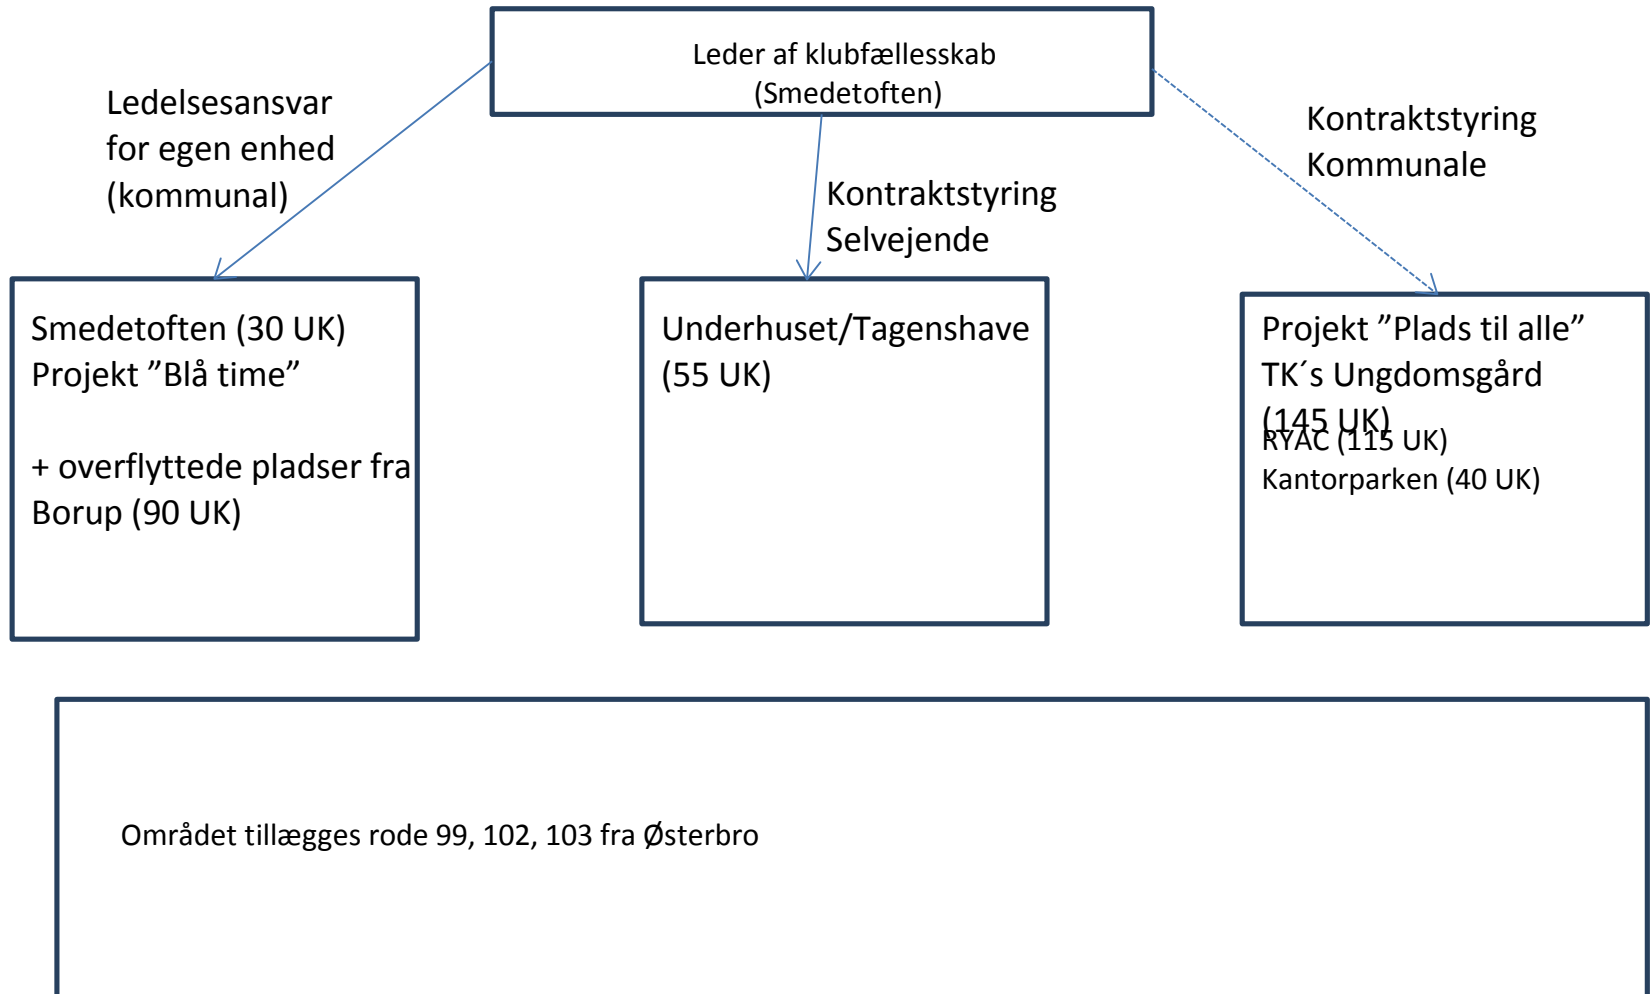 Leder af klubfællesskab
(Smedetoften)
Ledelsesansvar
for egen enhed
(kommunal)
Kontraktstyring
Selvejende
Kontraktstyring
Kommunale
Smedetoften (30 UK)
Projekt ”Blå time”
+ overflyttede pladser fra
Borup (90 UK)
Underhuset/Tagenshave
(55 UK)
Projekt ”Plads til alle”
TK´s Ungdomsgård
(145 UK)
RYAC (115 UK)
Kantorparken (40 UK)
Området tillægges rode 99, 102, 103 fra Østerbro